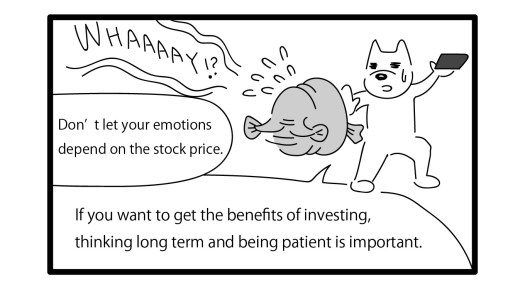 WHAAAAY!?
Don't let your emotions
depend on the stock price.
If you want to get the benefits of investing,
thinking long term and being patient is important.